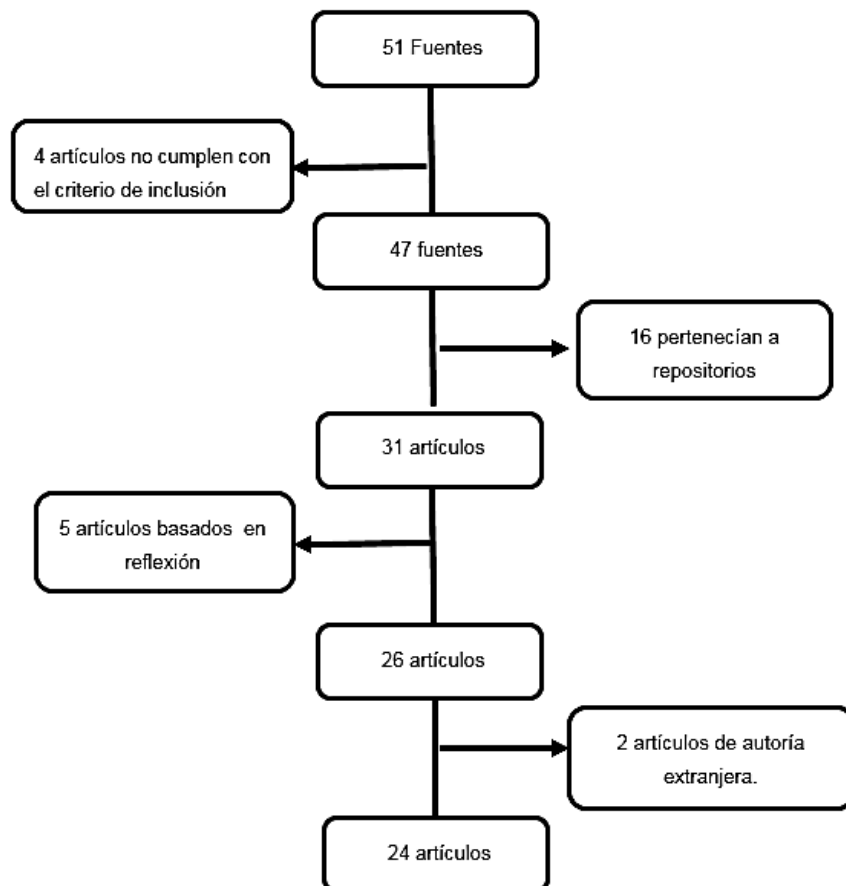 51 Fuentes
4 artículos no cumplen con
el criterio de inclusión
47 fuentes
16 pertenecían a
repositorios
31 artículos
5 artículos basados en
reflexión
26 artículos
2 artículos de autoría
extranjera.
24 artículos